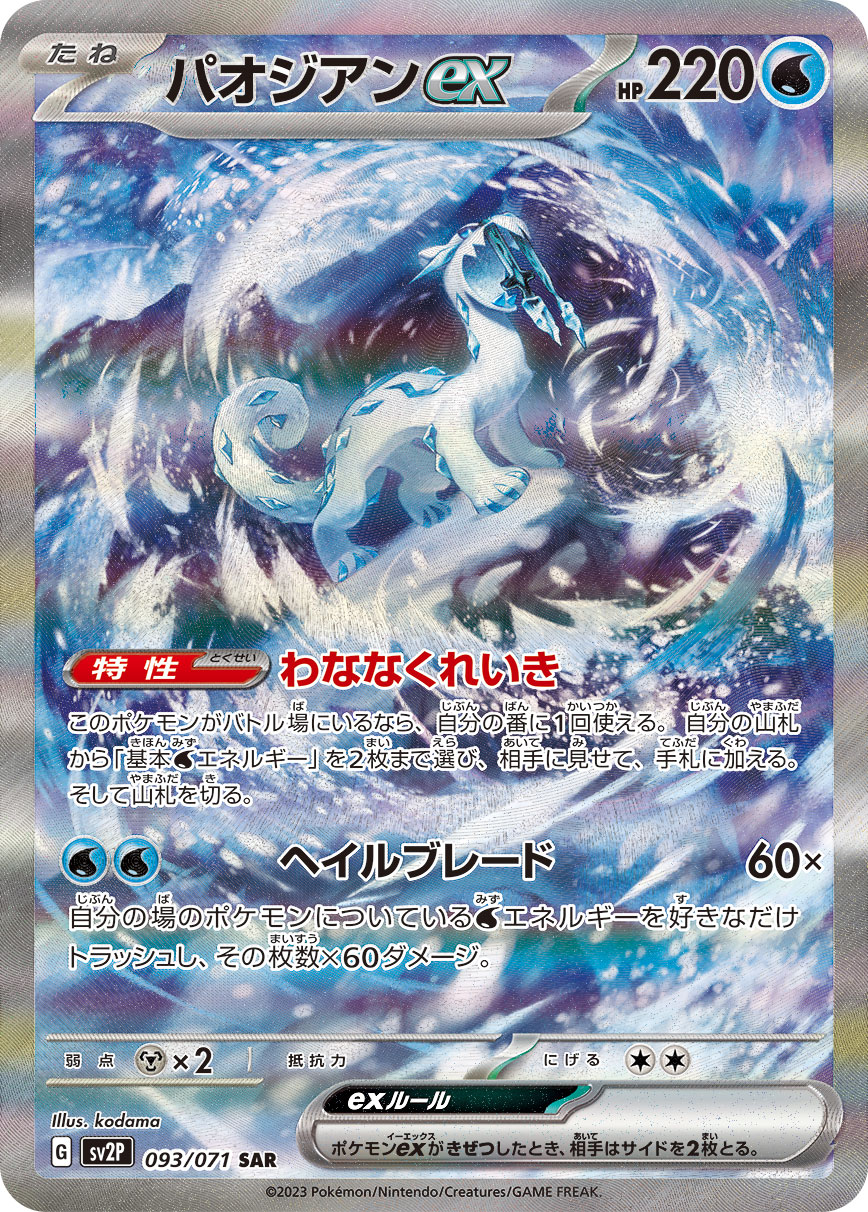 たね パオジアンex HP220
特性 とくせい わななくれいき
このポケモンがバトル場にいるなら、自分の番に1回使える。自分の山札
から「基本エネルギー」を2枚まで選び、相手に見せて、手札に加える。
そして山札を切る。
ヘイルブレード 60×
自分の場のポケモンについているエネルギーを好きなだけ
トラッシュし、その枚数×60ダメージ。
弱点 ×2 抵抗力 にげる
exルール
ポケモンexがきぜつしたとき、相手はサイドを2枚とる。
Illus. kodama
G sv2P 093/071 SAR
©2023 Pokémon/Nintendo/Creatures/GAME FREAK.